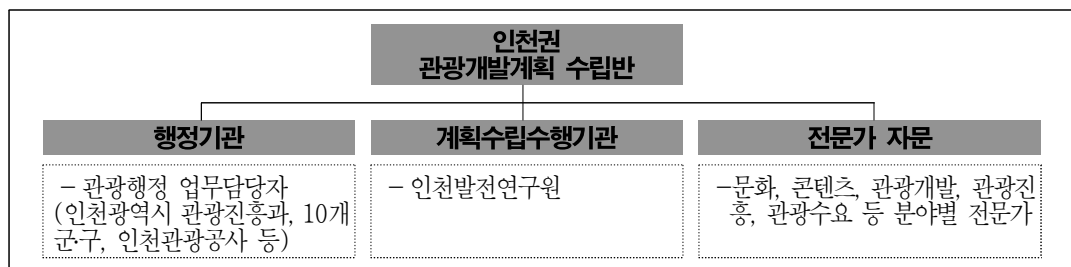 인천권
관광개발계획 수립반
행정기관
- 관광행정 업무담당자
(인천광역시 관광진흥과, 10개
군·구, 인천관광공사 등)
계획수립수행기관
- 인천발전연구원
전문가 자문
-문화, 콘텐츠, 관광개발, 관광진
흥, 관광수요 등 분야별 전문가